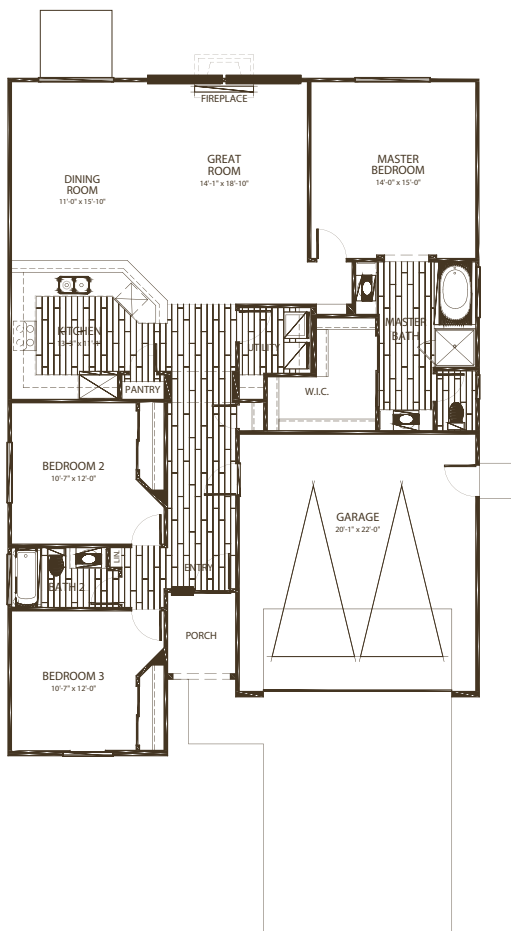 FIREPLACE
GREAT
ROOM
14'-1" x 18'-10"
MASTER
BEDROOM
14'-0" x 15'-0"
DINING
ROOM
11'-0" x 15'-10"
KITCHEN
UTILITY
MASTER
BATH
PANTRY
W.I.C.
BEDROOM 2
10'-7" x 12'-0"
GARAGE
20'-1" x 22'-0"
LIN.
ENTRY
BATH 2
PORCH
BEDROOM 3
10'-7" x 12'-0"